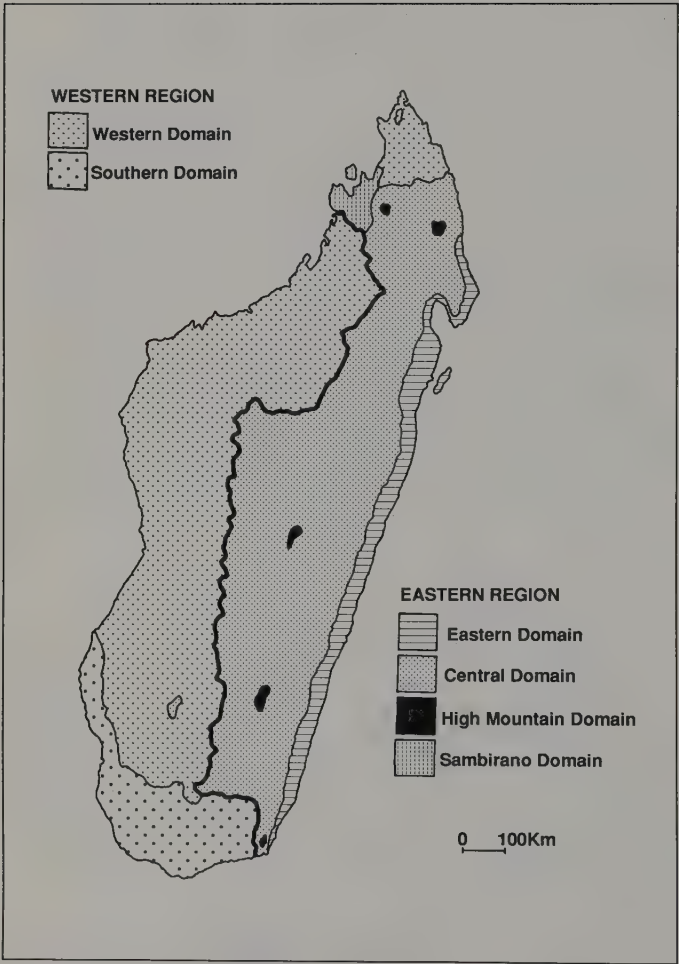 WESTERN REGION
Western Domain
Southern Domain
EASTERN REGION
Eastern Domain
Central Domain
High Mountain Domain
Sambirano Domain
0 100Km